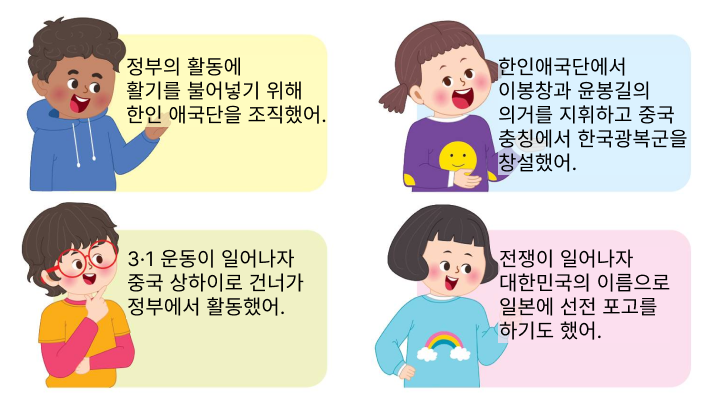 정부의 활동에
활기를 불어넣기 위해
한인 애국단을 조직했어.
한인애국단에서
이봉창과 윤봉길의
의거를 지휘하고 중국
충칭에서 한국광복군을
창설했어.
3·1 운동이 일어나자
중국 상하이로 건너가
정부에서 활동했어.
전쟁이 일어나자
대한민국의 이름으로
일본에 선전 포고를
하기도 했어.